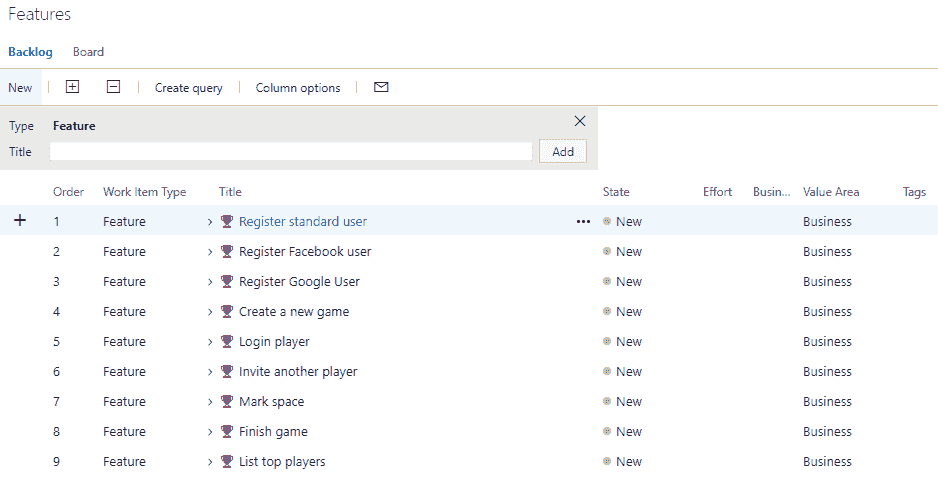 Features
Backlog Board
New Create query Column options
Type Feature
Title Add
Order Work Item Type Title State Effort Busin... Value Area Tags
1 Feature Register standard user New Business
2 Feature Register Facebook user New Business
3 Feature Register Google User New Business
4 Feature Create a new game New Business
5 Feature Login player New Business
6 Feature Invite another player New Business
7 Feature Mark space New Business
8 Feature Finish game New Business
9 Feature List top players New Business